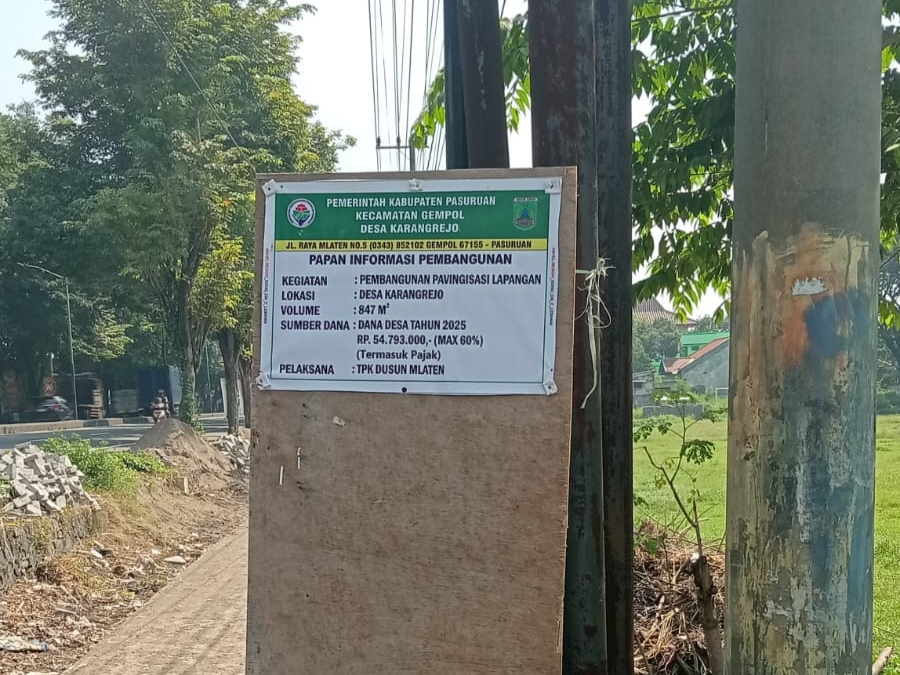 PEMERINTAH KABUPATEN PASURUAN
KECAMATAN GEMPOL
DESA KARANGREJO
JL. RAYA MLATEN NO.5 (0343) 852102 GEMPOL 67155 - PASURUAN
PAPAN INFORMASI PEMBANGUNAN
KEGIATAN : PEMBANGUNAN PAVINGISASI LAPANGAN
LOKASI : DESA KARANGREJO
VOLUME : 847 M²
SUMBER DANA : DANA DESA TAHUN 2025
RP. 54.793.000,- (MAX 60%)
(Termasuk Pajak)
PELAKSANA : TPK DUSUN MLATEN